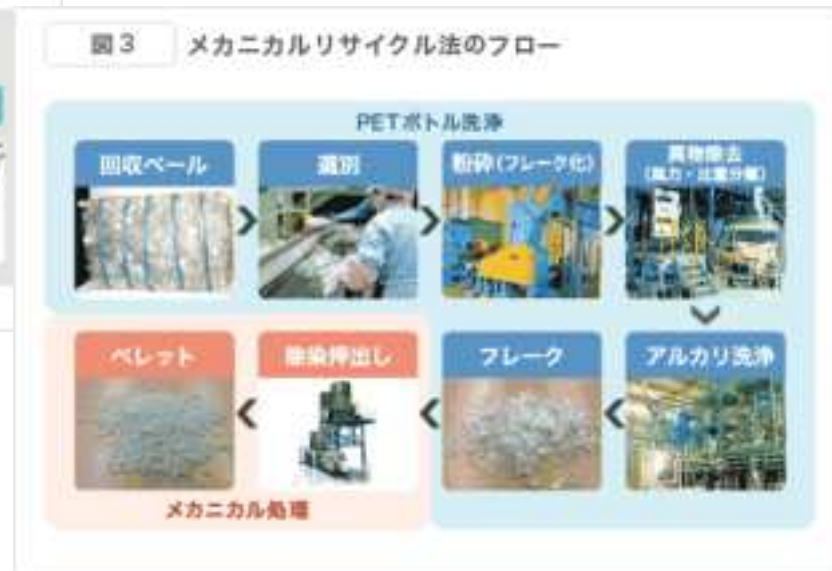 図3
メカニカルリサイクル法のフロー
PETボトル洗浄
回収ベール
選別
粉砕(フレーク化)
異物除去
(風力・比重分離)
アルカリ洗浄
フレーク
除染押出し
ペレット
メカニカル処理